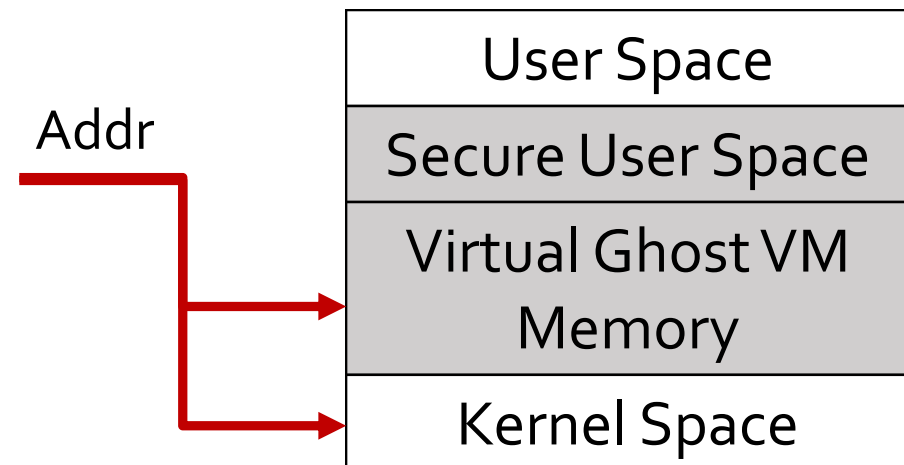 User Space
Addr
Secure User Space
Virtual Ghost VM
Memory
Kernel Space